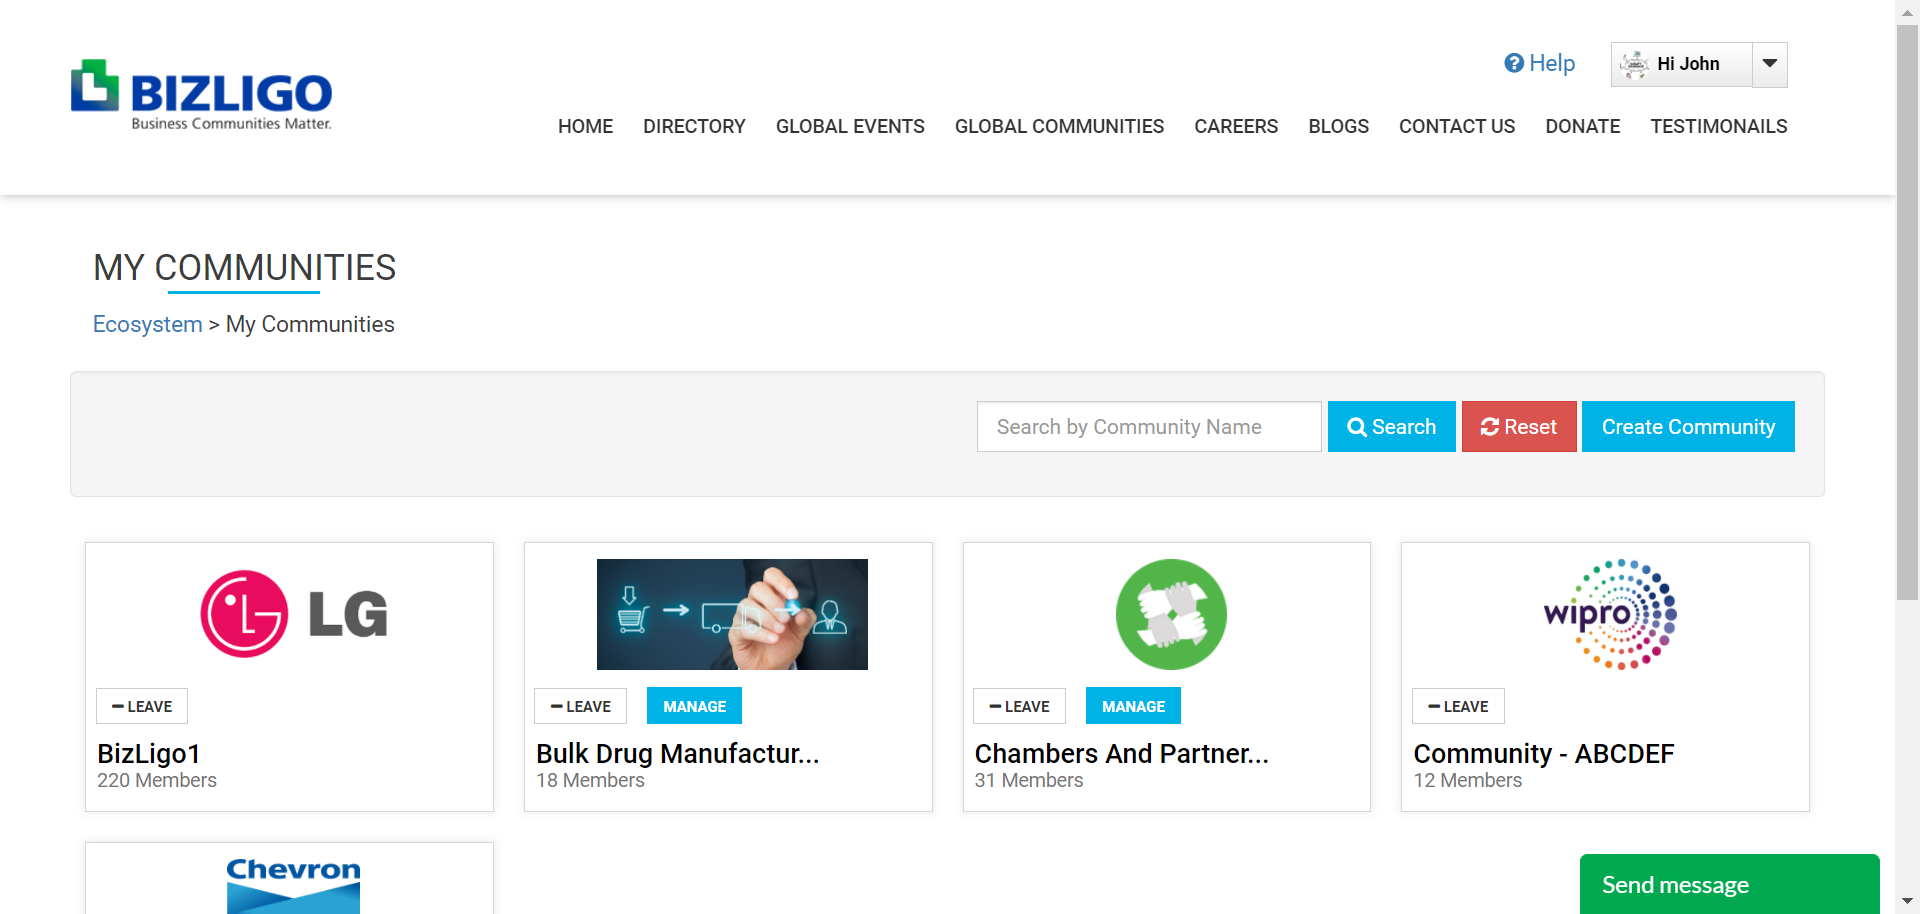 Help
Hi John
BIZLIGO
Business Communities Matter.
HOME DIRECTORY GLOBAL EVENTS GLOBAL COMMUNITIES CAREERS BLOGS CONTACT US DONATE TESTIMONAILS
MY COMMUNITIES
Ecosystem > My Communities
Search by Community Name Search Reset Create Community
LG
wipro
LEAVE
LEAVE MANAGE
LEAVE MANAGE
LEAVE
BizLigo1
220 Members
Bulk Drug Manufactur...
18 Members
Chambers And Partner...
31 Members
Community - ABCDEF
12 Members
Chevron
Send message